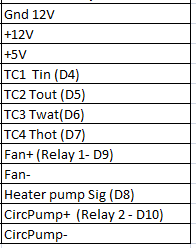 Gnd 12V
+12V
+5V
TC1  Tin (D4)
TC2 Tout (D5)
TC3 Twat(D6)
TC4 Thot (D7)
Fan+ (Relay 1- D9)
Fan-
Heater pump Sig (D8)
CircPump+  (Relay 2 - D10)
CircPump-